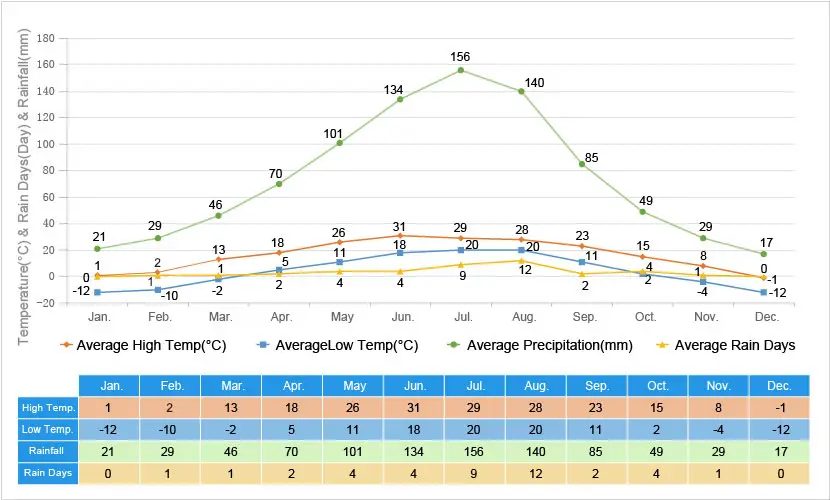 Temperature(°C) & Rain Days(Day) & Rainfall(mm)
180
160
140
120
100
80
60
40
20
0
−20
21 29 46 70 101 134 156 140 85 49 29 17
1 2 13 18 26 31 29 28 23 15 8 -1
-12 -10 -2 5 11 18 20 20 11 2 -4 -12
0 1 1 2 4 4 9 12 2 4 1 0
Jan. Feb. Mar. Apr. May Jun. Jul. Aug. Sep. Oct. Nov. Dec.
Average High Temp(°C) AverageLow Temp(°C) Average Precipitation(mm) Average Rain Days
Jan. Feb. Mar. Apr. May Jun. Jul. Aug. Sep. Oct. Nov. Dec.
High Temp. 1 2 13 18 26 31 29 28 23 15 8 -1
Low Temp. -12 -10 -2 5 11 18 20 20 11 2 -4 -12
Rainfall 21 29 46 70 101 134 156 140 85 49 29 17
Rain Days 0 1 1 2 4 4 9 12 2 4 1 0